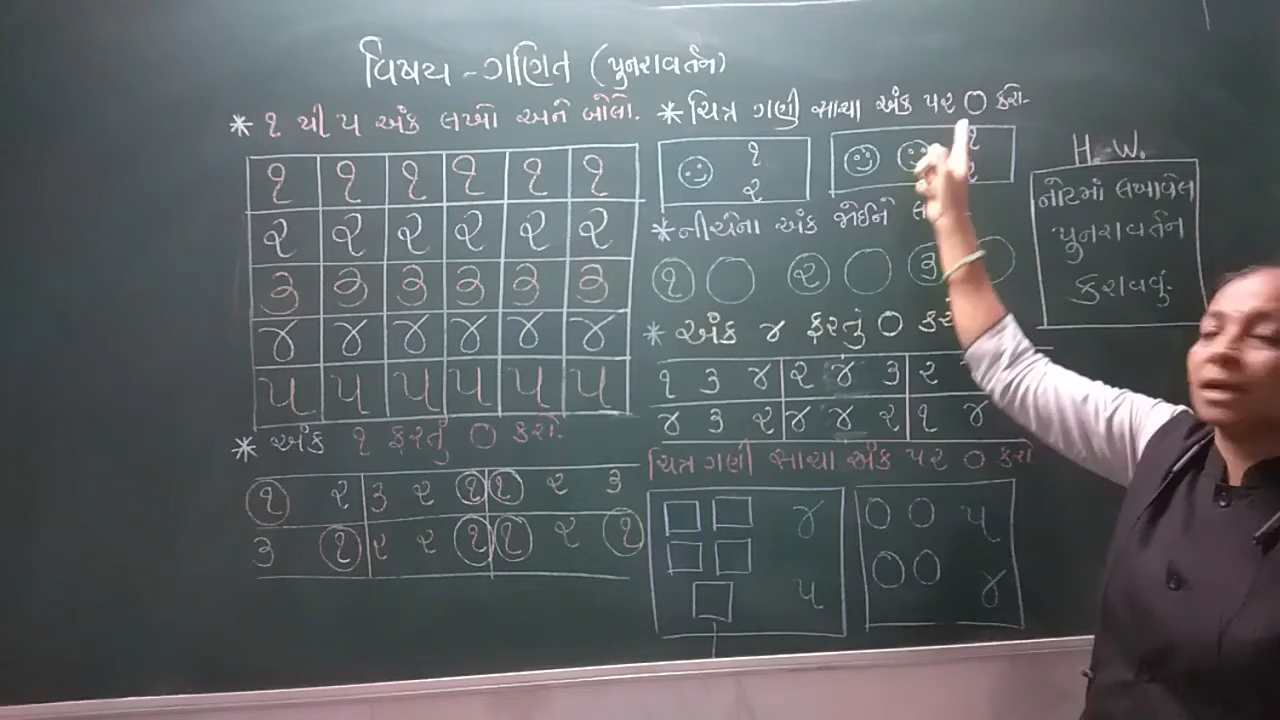 વિષય - ગણિત (પુનરાવર્તન)
* ૧ થી ૫ અંક લખો અને બોલો.
૧ ૧ ૧ ૧ ૧ ૧
૨ ૨ ૨ ૨ ૨ ૨
૩ ૩ ૩ ૩ ૩ ૩
૪ ૪ ૪ ૪ ૪ ૪
૫ ૫ ૫ ૫ ૫ ૫
* અંક ૧ ફરતું ○ કરો.
૧ ૨ ૩ ૨ ૧ ૧ ૨ ૩
૩ ૧ ૨ ૨ ૧ ૧ ૨ ૧
* ચિત્ર ગણી સાચા અંક પર ○ કરો.
૧ ૧
૨ ૨
* નીચેના અંક જોઈને
૧ ૨ ૩
* અંક ૪ ફરતું ○
૧ ૩ ૪ ૨ ૪ ૩ ૨
૪ ૩ ૨ ૪ ૪ ૨ ૧ ૪
ચિત્ર ગણી સાચા અંક પર ○ કરો
૪ ૫
૫ ૪
H.W.
નોટમાં લખાવેલ
પુનરાવર્તન
કરાવવું.